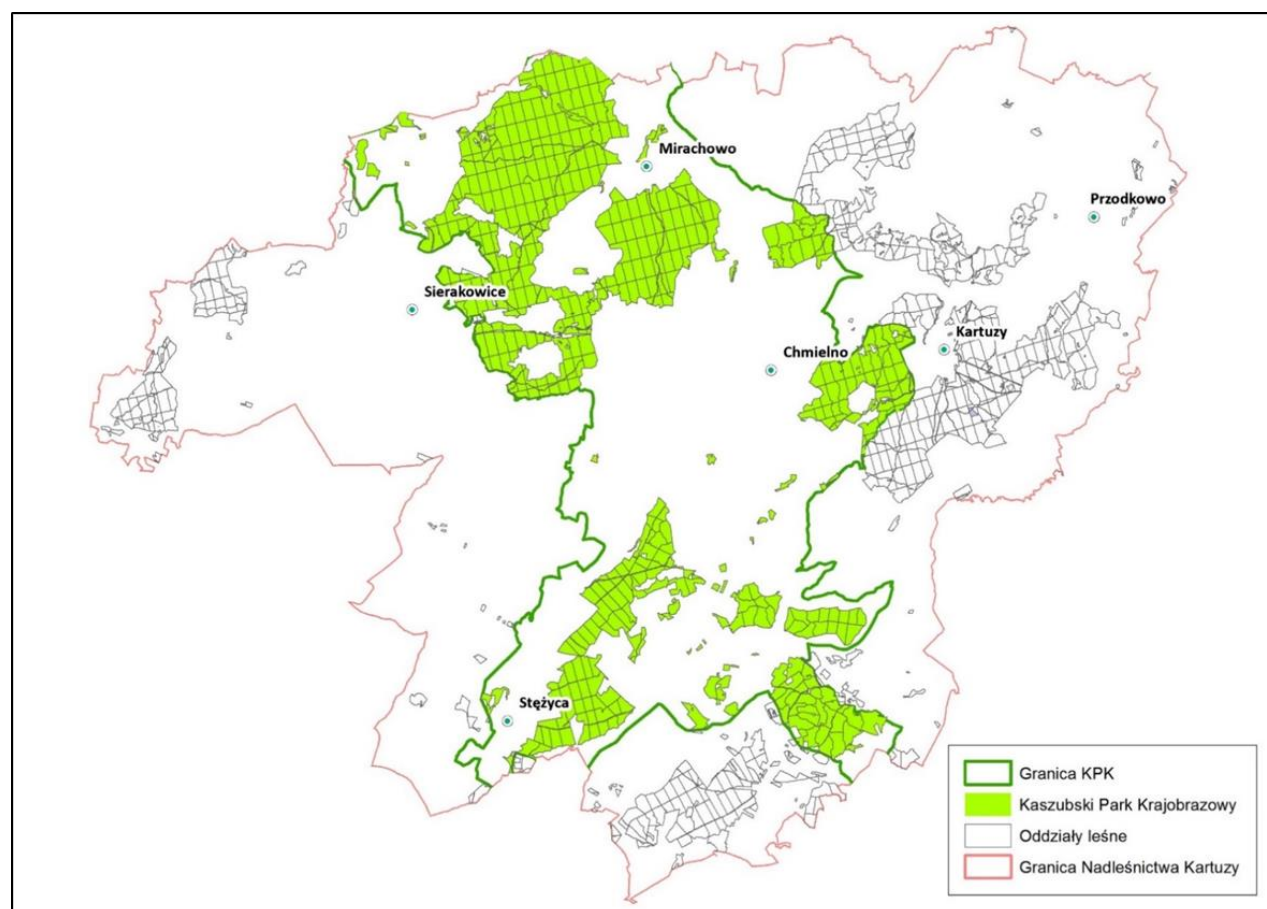 Mirachowo
Przodkowo
Sierakowice
Kartuzy
Chmielno
Stężyca
Granica KPK
Kaszubski Park Krajobrazowy
Oddziały leśne
Granica Nadleśnictwa Kartuzy